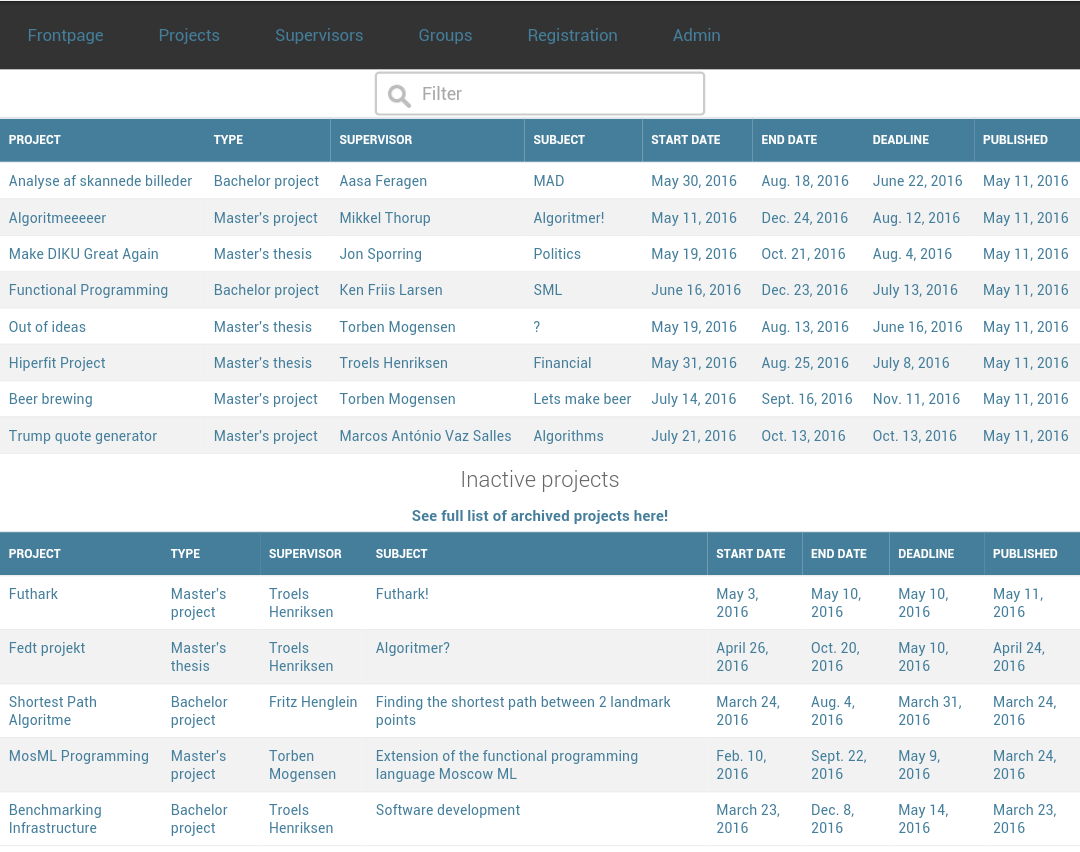 Frontpage Projects Supervisors Groups Registration Admin
Filter
PROJECT TYPE SUPERVISOR SUBJECT START DATE END DATE DEADLINE PUBLISHED
Analyse af skannede billeder Bachelor project Aasa Feragen MAD May 30, 2016 Aug. 18, 2016 June 22, 2016 May 11, 2016
Algoritmeeeeer Master's project Mikkel Thorup Algoritmer! May 11, 2016 Dec. 24, 2016 Aug. 12, 2016 May 11, 2016
Make DIKU Great Again Master's thesis Jon Sporring Politics May 19, 2016 Oct. 21, 2016 Aug. 4, 2016 May 11, 2016
Functional Programming Bachelor project Ken Friis Larsen SML June 16, 2016 Dec. 23, 2016 July 13, 2016 May 11, 2016
Out of ideas Master's thesis Torben Mogensen ? May 19, 2016 Aug. 13, 2016 June 16, 2016 May 11, 2016
Hiperfit Project Master's thesis Troels Henriksen Financial May 31, 2016 Aug. 25, 2016 July 8, 2016 May 11, 2016
Beer brewing Master's project Torben Mogensen Lets make beer July 14, 2016 Sept. 16, 2016 Nov. 11, 2016 May 11, 2016
Trump quote generator Master's project Marcos António Vaz Salles Algorithms July 21, 2016 Oct. 13, 2016 Oct. 13, 2016 May 11, 2016
Inactive projects
See full list of archived projects here!
PROJECT TYPE SUPERVISOR SUBJECT START DATE END DATE DEADLINE PUBLISHED
Futhark Master's Troels Futhark! May 3, May 10, May 10, May 11,
project Henriksen 2016 2016 2016 2016
Fedt projekt Master's Troels Algoritmer? April 26, Oct. 20, May 10, April 24,
thesis Henriksen 2016 2016 2016 2016
Shortest Path Bachelor Fritz Henglein Finding the shortest path between 2 landmark March 24, Aug. 4, March 31, March 24,
Algoritme project points 2016 2016 2016 2016
MosML Programming Master's Torben Extension of the functional programming Feb. 10, Sept. 22, May 9, March 24,
project Mogensen language Moscow ML 2016 2016 2016 2016
Benchmarking Bachelor Troels Software development March 23, Dec. 8, May 14, March 23,
Infrastructure project Henriksen 2016 2016 2016 2016